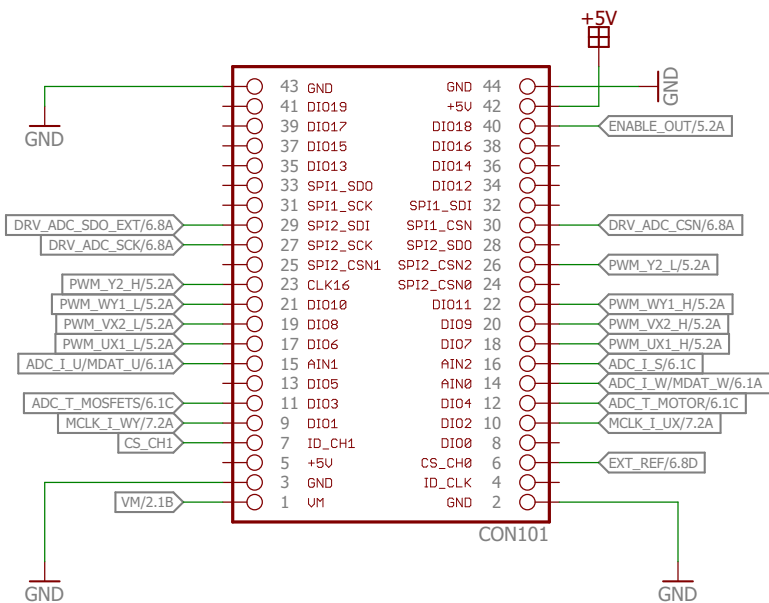 +5V
43 GND GND 44 GND
41 DIO19 +5V 42
GND 39 DIO17 DIO18 40 ENABLE_OUT/5.2A
37 DIO15 DIO16 38
35 DIO13 DIO14 36
33 SPI1_SDO DIO12 34
31 SPI1_SCK SPI1_SDI 32
DRV_ADC_SDO_EXT/6.8A 29 SPI2_SDI SPI1_CSN 30 DRV_ADC_CSN/6.8A
DRV_ADC_SCK/6.8A 27 SPI2_SCK SPI2_SDO 28
25 SPI2_CSN1 SPI2_CSN2 26 PWM_Y2_L/5.2A
PWM_Y2_H/5.2A 23 CLK16 SPI2_CSN0 24
PWM_WY1_L/5.2A 21 DIO10 DIO11 22 PWM_WY1_H/5.2A
PWM_VX2_L/5.2A 19 DIO8 DIO9 20 PWM_VX2_H/5.2A
PWM_UX1_L/5.2A 17 DIO6 DIO7 18 PWM_UX1_H/5.2A
ADC_I_U/MDAT_U/6.1A 15 AIN1 AIN2 16 ADC_I_S/6.1C
13 DIO5 AIN0 14 ADC_I_W/MDAT_W/6.1A
ADC_T_MOSFETS/6.1C 11 DIO3 DIO4 12 ADC_T_MOTOR/6.1C
MCLK_I_WY/7.2A 9 DIO1 DIO2 10 MCLK_I_UX/7.2A
CS_CH1 7 ID_CH1 DIO0 8
5 +5V CS_CH0 6 EXT_REF/6.8D
3 GND ID_CLK 4
VM/2.1B 1 VM GND 2
CON101
GND GND